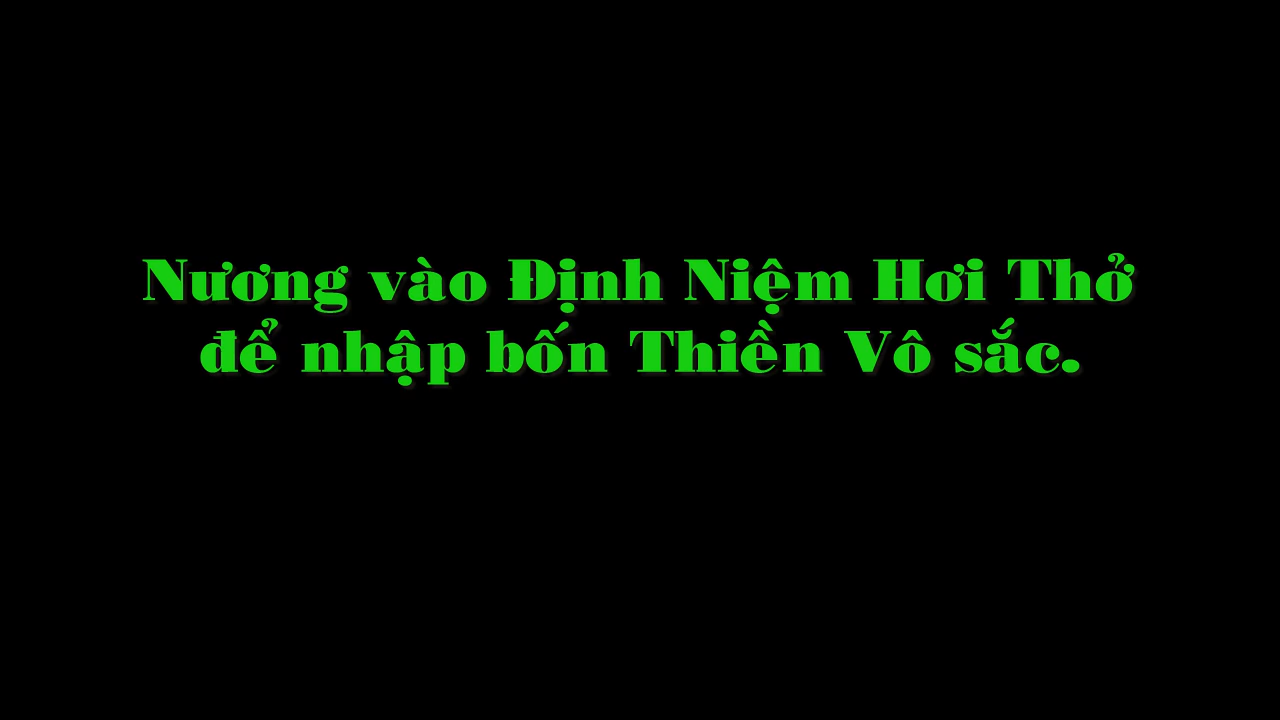 Nương vào Định Niệm Hơi Thở
để nhập bốn Thiền Vô sắc.